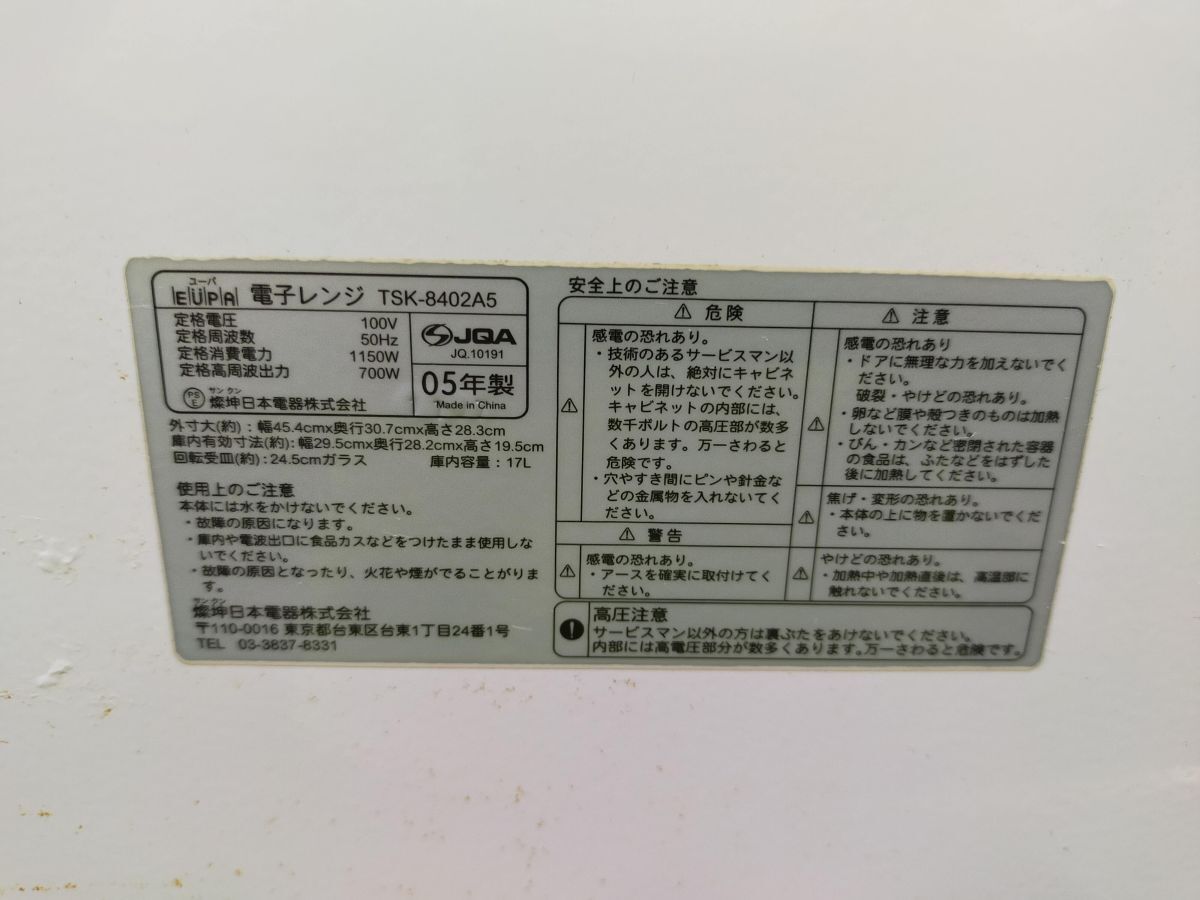 ユーパ
EUPA 電子レンジ TSK-8402A5
定格電圧 100V
定格周波数 50Hz
定格消費電力 1150W
定格高周波出力 700W
PSE サンクン
燦坤日本電器株式会社
JQA
JQ.10191
05年製
Made in China
外寸大(約):幅45.4cmx奥行30.7cmx高さ28.3cm
庫内有効寸法(約):幅29.5cmx奥行28.2cmx高さ19.5cm
回転受皿(約):24.5cmガラス 庫内容量:17L
使用上のご注意
本体には水をかけないでください。
・故障の原因になります。
・庫内や電波出口に食品カスなどをつけたまま使用しな
いでください。
・故障の原因となったり、火花や煙がでることがありま
す。
サンクン
燦坤日本電器株式会社
〒110-0016 東京都台東区台東1丁目24番1号
TEL 03-3837-8331
安全上のご注意
⚠ 危険
感電の恐れあり。
・技術のあるサービスマン以
外の人は、絶対にキャビネ
ットを開けないでください。
キャビネットの内部には、
数千ボルトの高圧部が数多
くあります。万一さわると
危険です。
・穴やすき間にピンや針金な
どの金属物を入れないてく
ださい。
⚠ 警告
感電の恐れあり。
・アースを確実に取付けてく
ださい。
⚠ 注意
感電の恐れあり
・ドアに無理な力を加えないでく
ださい。
破裂・やけどの恐れあり。
・卵など膜や殻つきのものは加熱
しないでください。
・びん・カンなど密閉された容器
の食品は、ふたなどをはずした
後に加熱してください。
焦げ・変形の恐れあり。
・本体の上に物を置かないでくだ
さい。
やけどの恐れあり。
・加熱中や加熱直後は、高温部に
触れないでください。
高圧注意
サービスマン以外の方は裏ぶたをあけないでください。
内部には高電圧部分が数多くあります。万一さわると危険です。